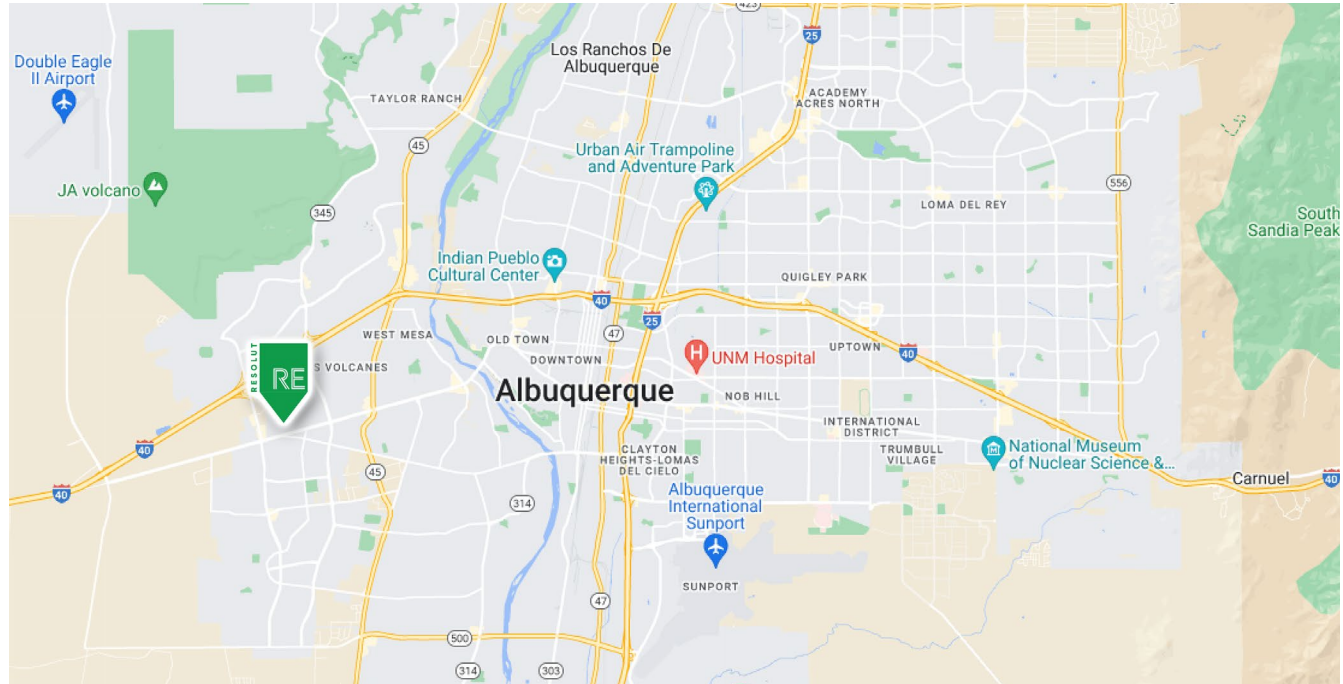 423
25
Los Ranchos De
Albuquerque
Double Eagle
II Airport
TAYLOR RANCH
ACADEMY
ACRES NORTH
45
Urban Air Trampoline
and Adventure Park
JA volcano
556
345
LOMA DEL REY
South
Sandia Peak
Indian Pueblo
Cultural Center
QUIGLEY PARK
40
25
47
WEST MESA
OLD TOWN
DOWNTOWN
UNM Hospital
UPTOWN
40
RESOLUT
RE
S VOLCANES
Albuquerque
NOB HILL
INTERNATIONAL
DISTRICT
TRUMBULL
VILLAGE
National Museum
of Nuclear Science &...
40
CLAYTON
HEIGHTS-LOMAS
DEL CIELO
45
Carnuel
40
40
314
Albuquerque
International
Sunport
SUNPORT
47
500
314
303